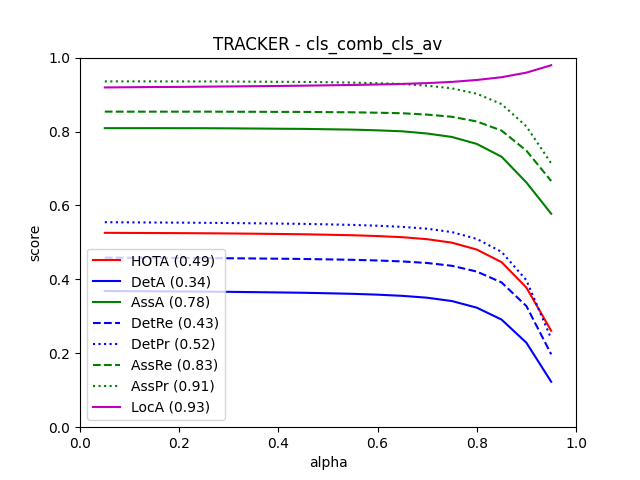 TRACKER - cls_comb_cls_av
1.0
0.8
0.6
0.4
0.2
0.0
score
HOTA (0.49)
DetA (0.34)
AssA (0.78)
DetRe (0.43)
DetPr (0.52)
AssRe (0.83)
AssPr (0.91)
LocA (0.93)
0.0 0.2 0.4 0.6 0.8 1.0
alpha